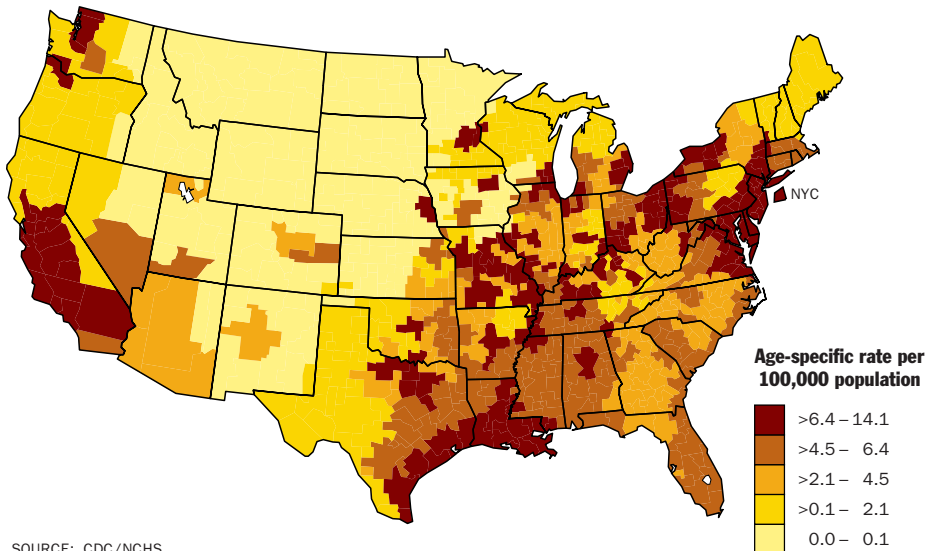 NYC
Age-specific rate per
100,000 population
>6.4 – 14.1
>4.5 – 6.4
>2.1 – 4.5
>0.1 – 2.1
0.0 – 0.1
SOURCE: CDC/NCHS